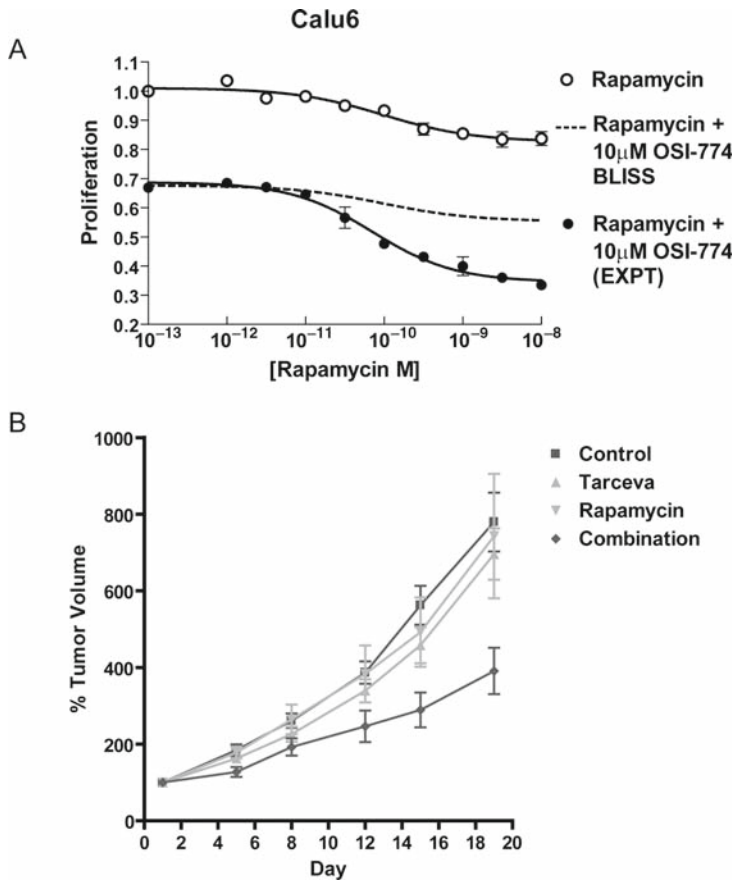 Calu6
A
1.1
1.0
0.9
0.8
0.7
0.6
0.5
0.4
0.3
0.2
Proliferation
10⁻¹³ 10⁻¹² 10⁻¹¹ 10⁻¹⁰ 10⁻⁹ 10⁻⁸
[Rapamycin M]
Rapamycin
Rapamycin +
10μM OSI-774
BLISS
Rapamycin +
10μM OSI-774
(EXPT)
B
1000
800
600
400
200
0
% Tumor Volume
0 2 4 6 8 10 12 14 16 18 20
Day
Control
Tarceva
Rapamycin
Combination